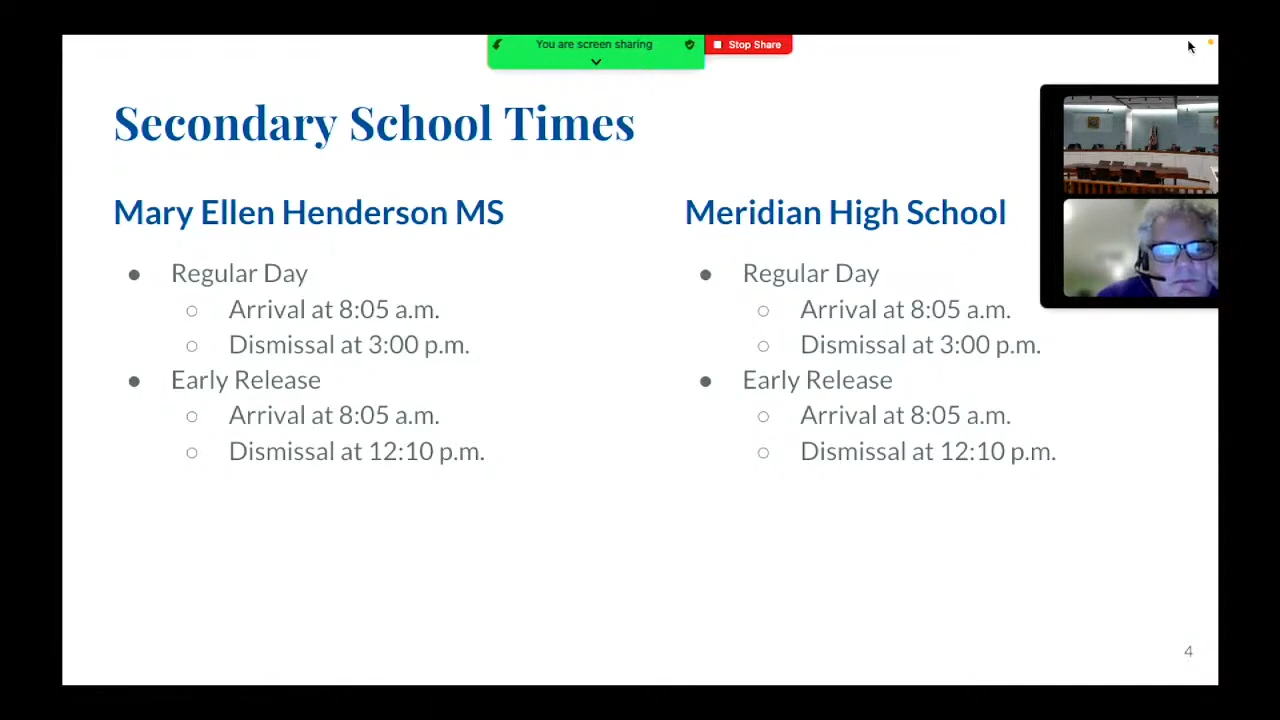 You are screen sharing
Stop Share
Secondary School Times
Mary Ellen Henderson MS
● Regular Day
○ Arrival at 8:05 a.m.
○ Dismissal at 3:00 p.m.
● Early Release
○ Arrival at 8:05 a.m.
○ Dismissal at 12:10 p.m.
Meridian High School
● Regular Day
○ Arrival at 8:05 a.m.
○ Dismissal at 3:00 p.m.
● Early Release
○ Arrival at 8:05 a.m.
○ Dismissal at 12:10 p.m.
4